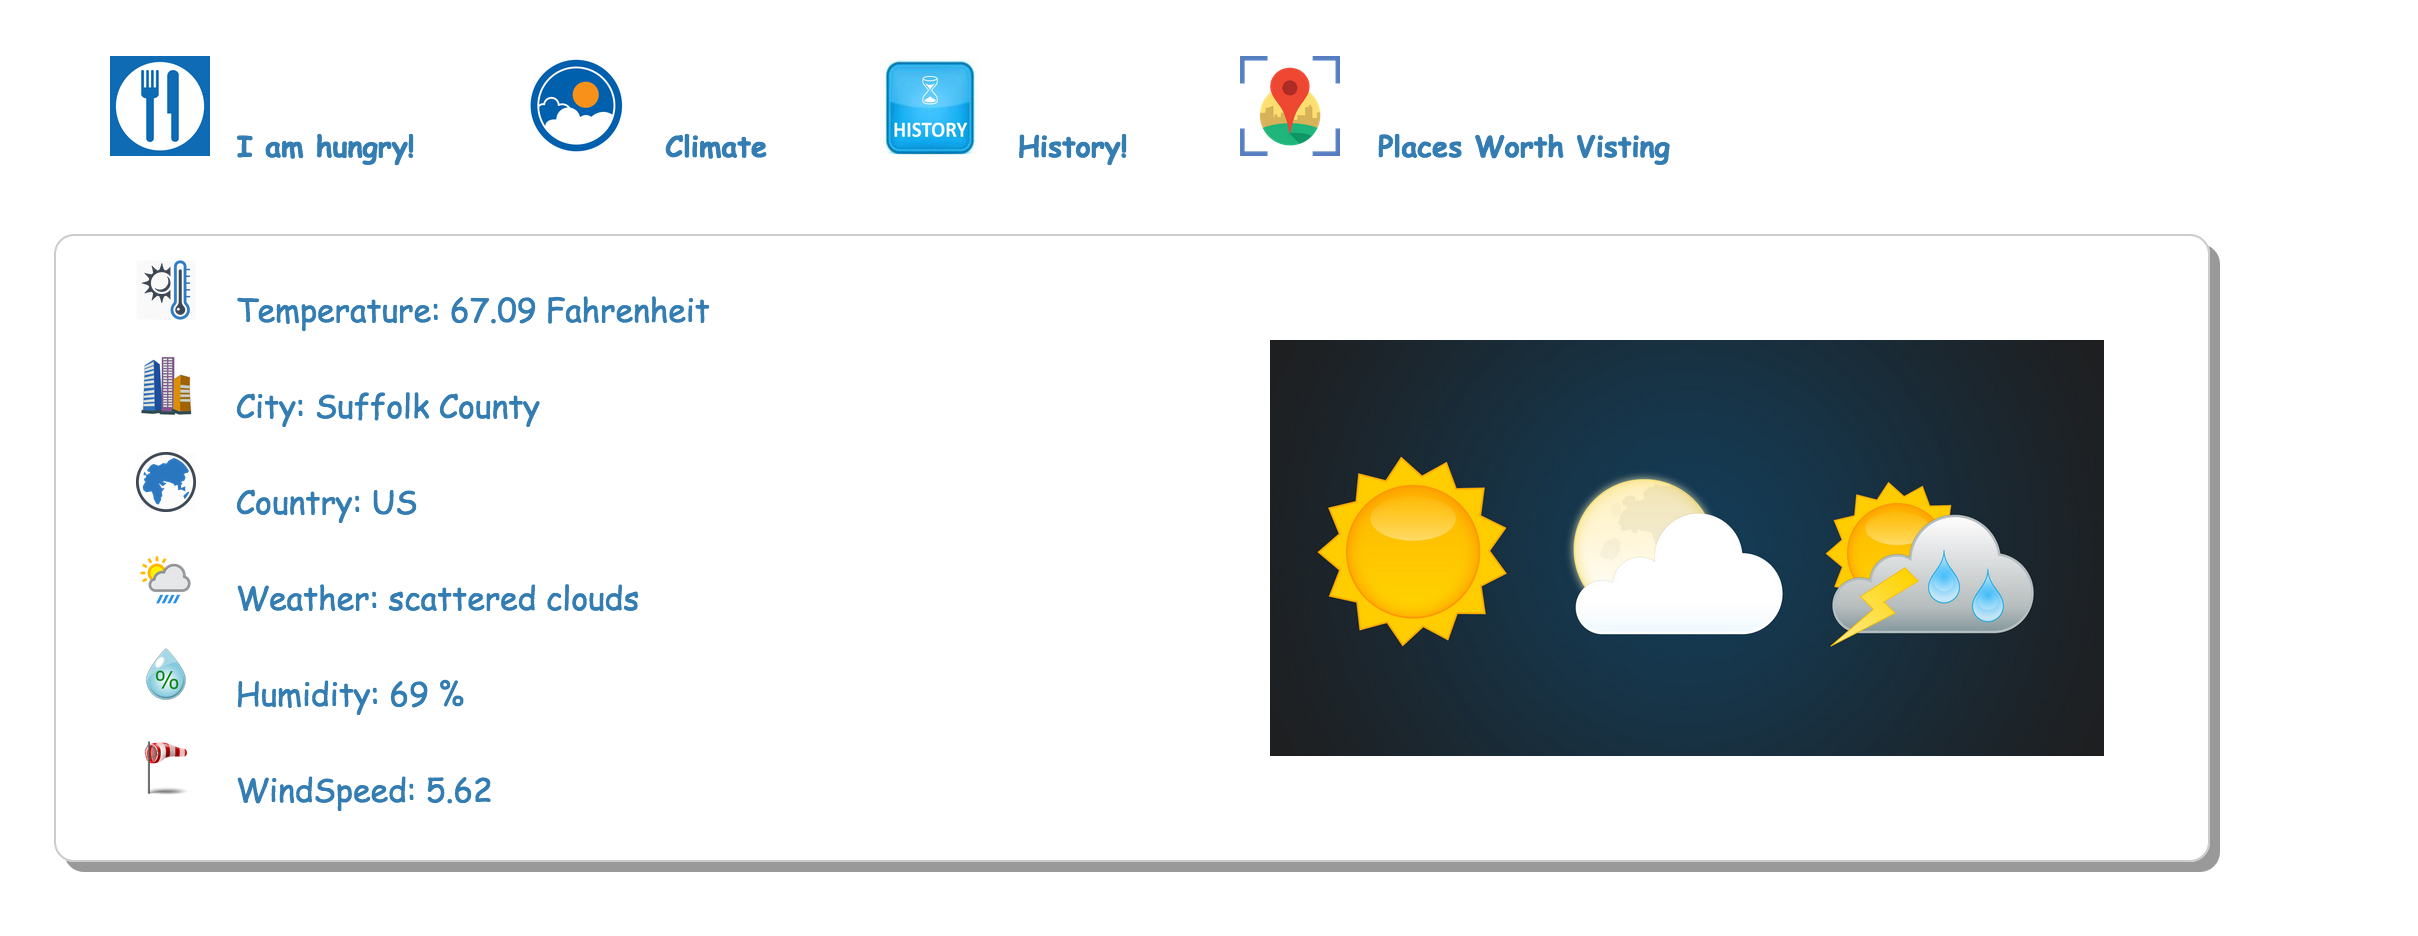 I am hungry!
Climate
HISTORY
History!
Places Worth Visting
Temperature: 67.09 Fahrenheit
City: Suffolk County
Country: US
Weather: scattered clouds
%
Humidity: 69 %
WindSpeed: 5.62